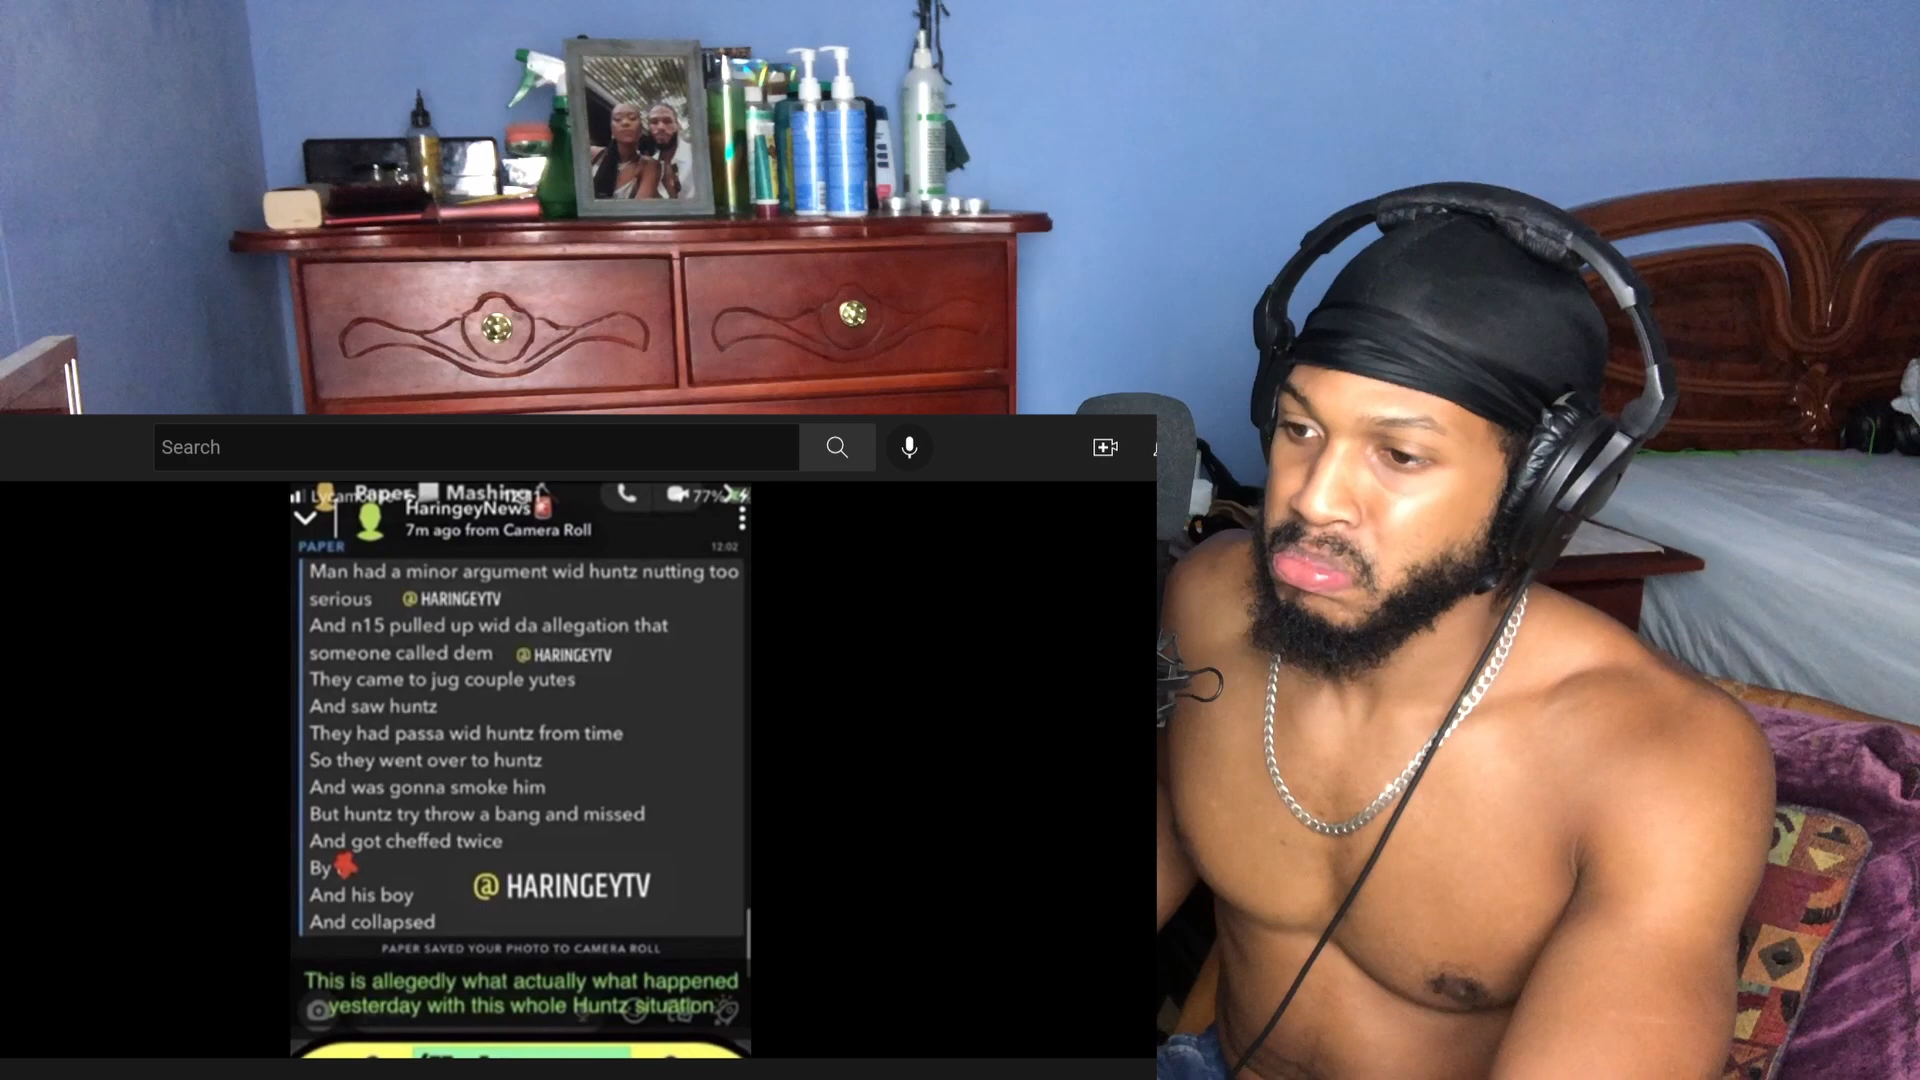 Search
Paper Mashing
77%
HaringeyNews
7m ago from Camera Roll
PAPER 12:02
Man had a minor argument wid huntz nutting too
serious @ HARINGEYTV
And n15 pulled up wid da allegation that
someone called dem @ HARINGEYTV
They came to jug couple yutes
And saw huntz
They had passa wid huntz from time
So they went over to huntz
And was gonna smoke him
But huntz try throw a bang and missed
And got cheffed twice
By
And his boy @ HARINGEYTV
And collapsed
PAPER SAVED YOUR PHOTO TO CAMERA ROLL
This is allegedly what actually what happened
yesterday with this whole Huntz situation